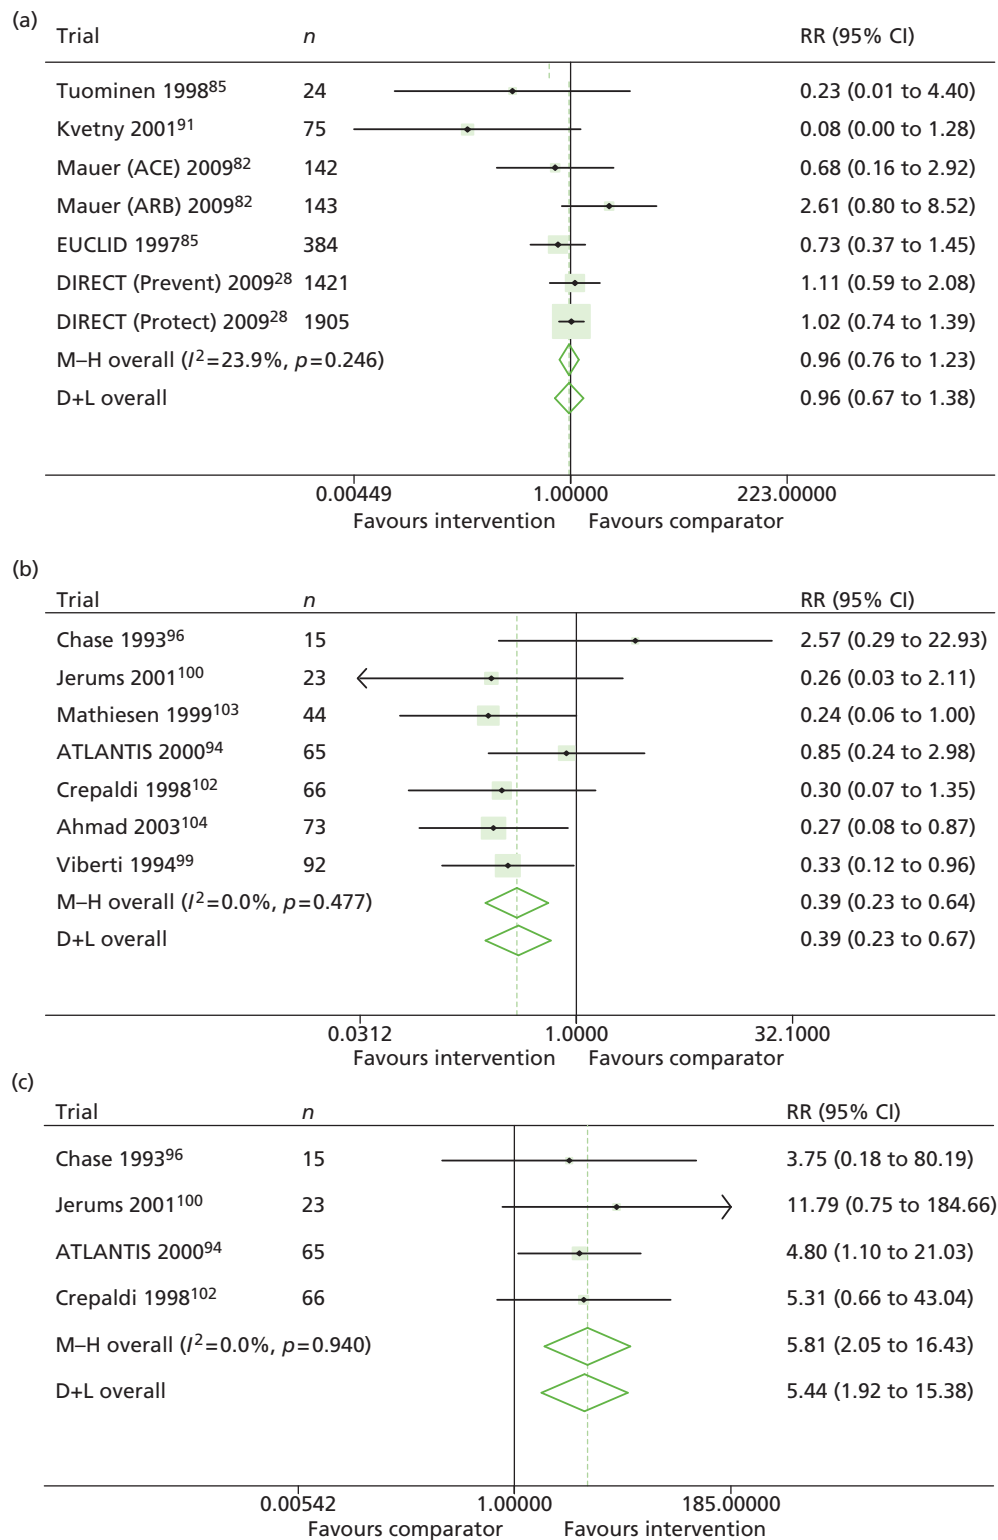 (a)
Trial n RR (95% CI)
Tuominen 1998⁸⁵ 24 0.23 (0.01 to 4.40)
Kvetny 2001⁹¹ 75 0.08 (0.00 to 1.28)
Mauer (ACE) 2009⁸² 142 0.68 (0.16 to 2.92)
Mauer (ARB) 2009⁸² 143 2.61 (0.80 to 8.52)
EUCLID 1997⁸⁵ 384 0.73 (0.37 to 1.45)
DIRECT (Prevent) 2009²⁸ 1421 1.11 (0.59 to 2.08)
DIRECT (Protect) 2009²⁸ 1905 1.02 (0.74 to 1.39)
M–H overall (I²=23.9%, p=0.246) 0.96 (0.76 to 1.23)
D+L overall 0.96 (0.67 to 1.38)
0.00449 1.00000 223.00000
Favours intervention Favours comparator
(b)
Trial n RR (95% CI)
Chase 1993⁹⁶ 15 2.57 (0.29 to 22.93)
Jerums 2001¹⁰⁰ 23 0.26 (0.03 to 2.11)
Mathiesen 1999¹⁰³ 44 0.24 (0.06 to 1.00)
ATLANTIS 2000⁹⁴ 65 0.85 (0.24 to 2.98)
Crepaldi 1998¹⁰² 66 0.30 (0.07 to 1.35)
Ahmad 2003¹⁰⁴ 73 0.27 (0.08 to 0.87)
Viberti 1994⁹⁹ 92 0.33 (0.12 to 0.96)
M–H overall (I²=0.0%, p=0.477) 0.39 (0.23 to 0.64)
D+L overall 0.39 (0.23 to 0.67)
0.0312 1.0000 32.1000
Favours intervention Favours comparator
(c)
Trial n RR (95% CI)
Chase 1993⁹⁶ 15 3.75 (0.18 to 80.19)
Jerums 2001¹⁰⁰ 23 11.79 (0.75 to 184.66)
ATLANTIS 2000⁹⁴ 65 4.80 (1.10 to 21.03)
Crepaldi 1998¹⁰² 66 5.31 (0.66 to 43.04)
M–H overall (I²=0.0%, p=0.940) 5.81 (2.05 to 16.43)
D+L overall 5.44 (1.92 to 15.38)
0.00542 1.00000 185.00000
Favours comparator Favours intervention